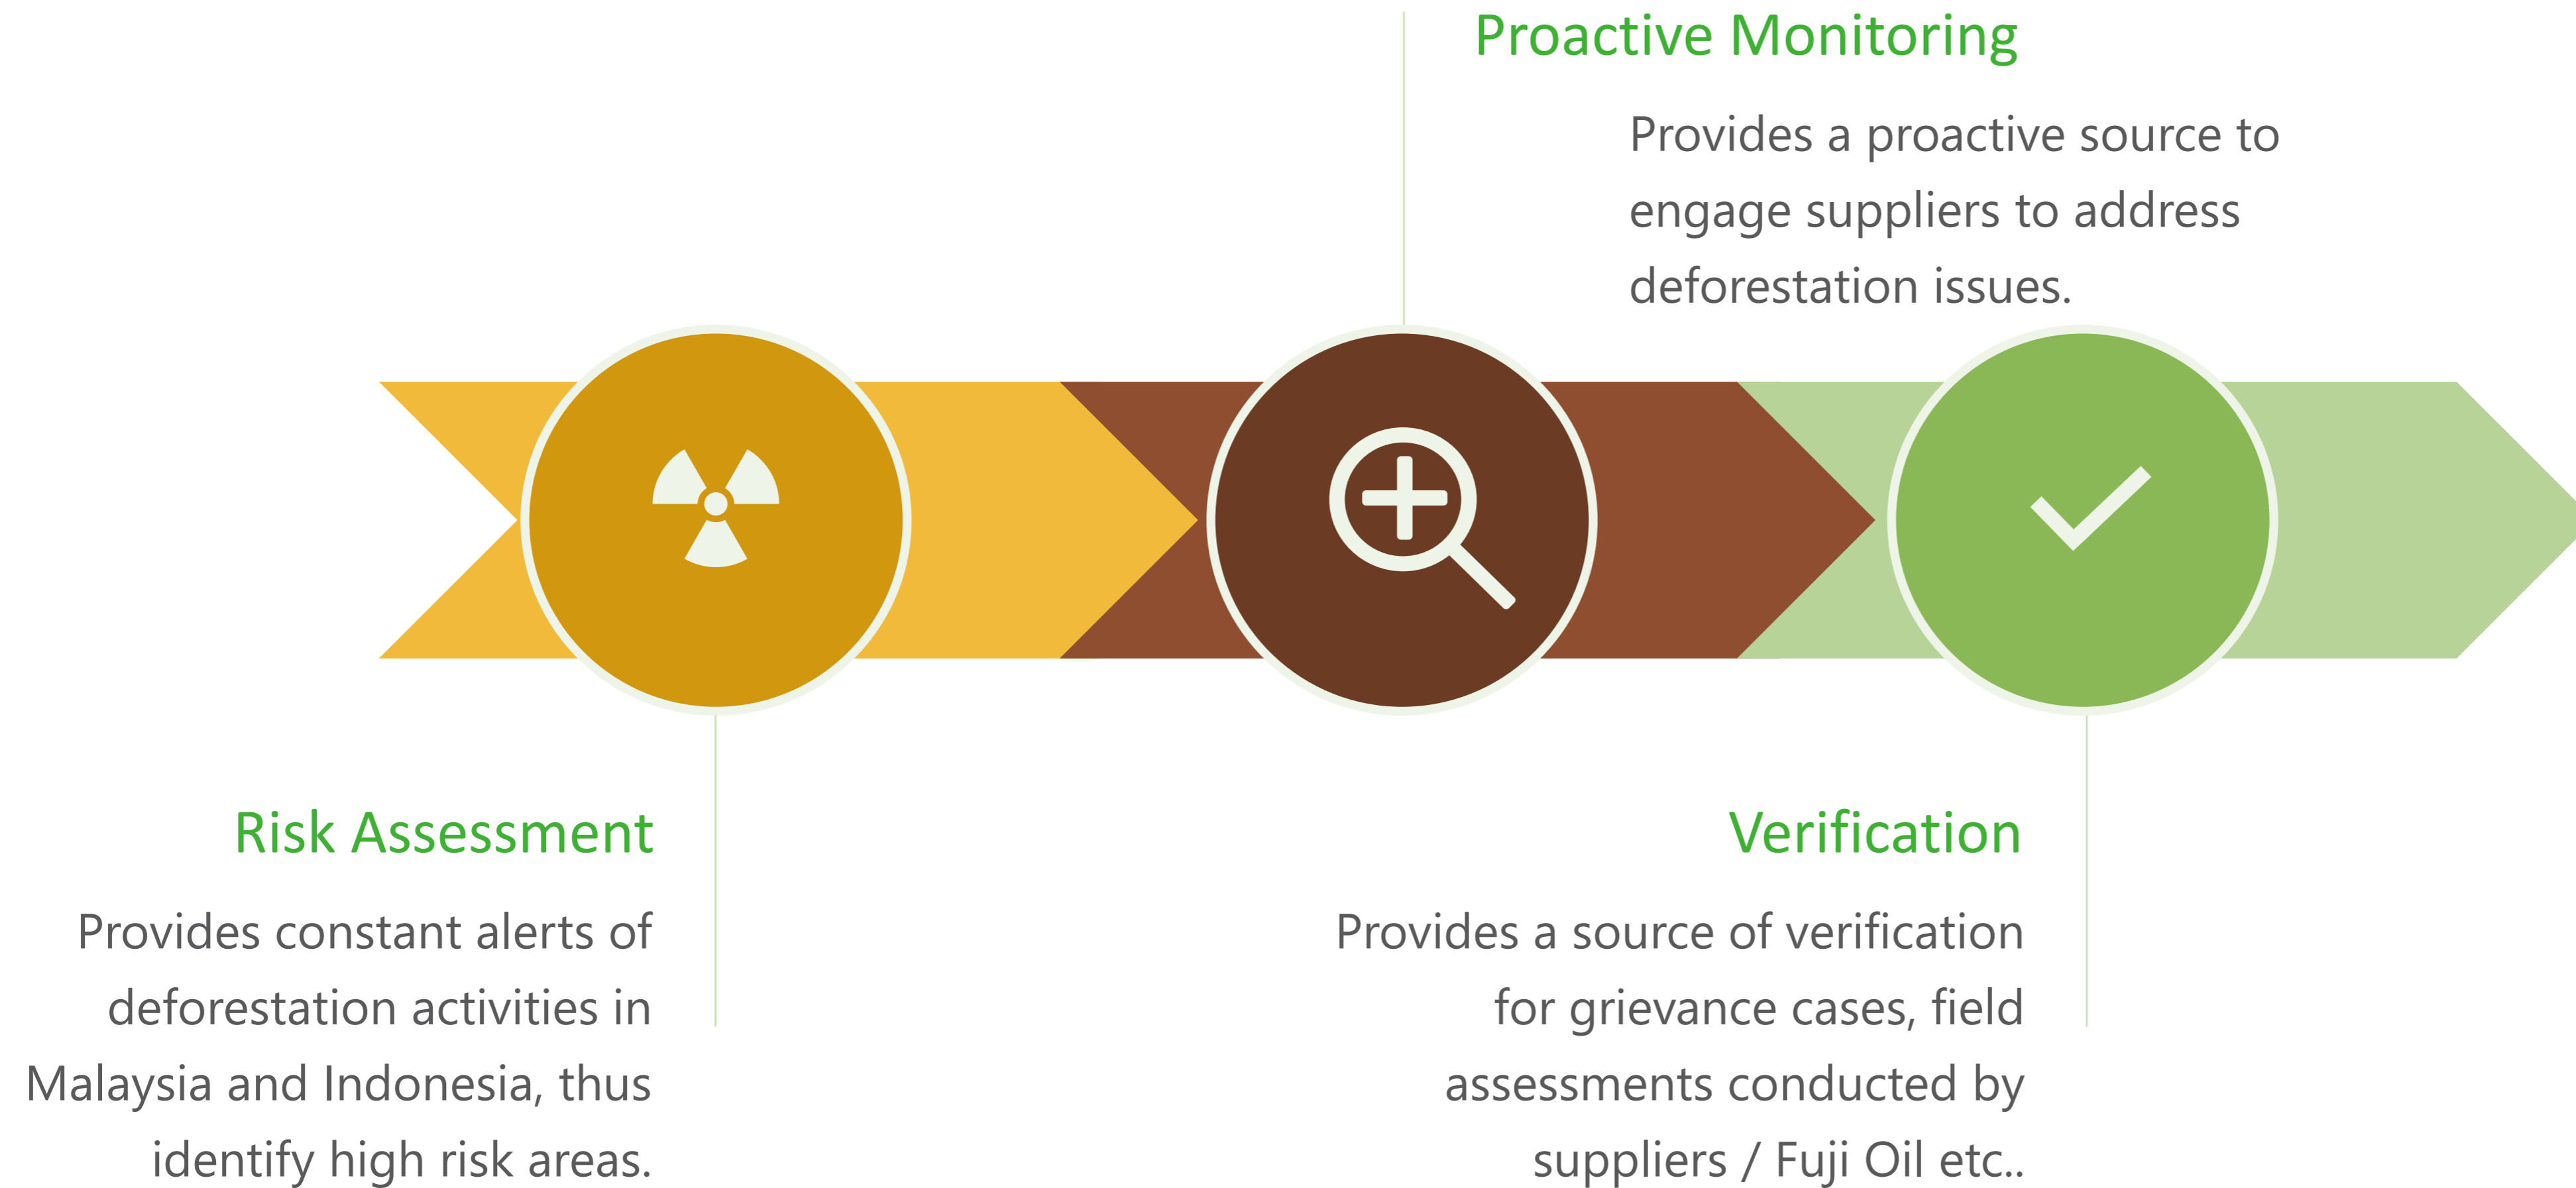 Proactive Monitoring
Provides a proactive source to
engage suppliers to address
deforestation issues.
Risk Assessment
Provides constant alerts of
deforestation activities in
Malaysia and Indonesia, thus
identify high risk areas.
Verification
Provides a source of verification
for grievance cases, field
assessments conducted by
suppliers / Fuji Oil etc..